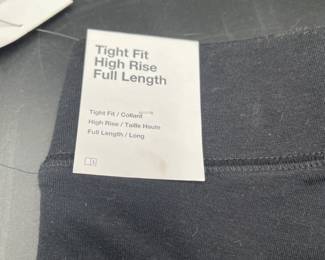 Tight Fit
High Rise
Full Length
Tight Fit / Collant
High Rise / Taille Haute
Full Length / Long